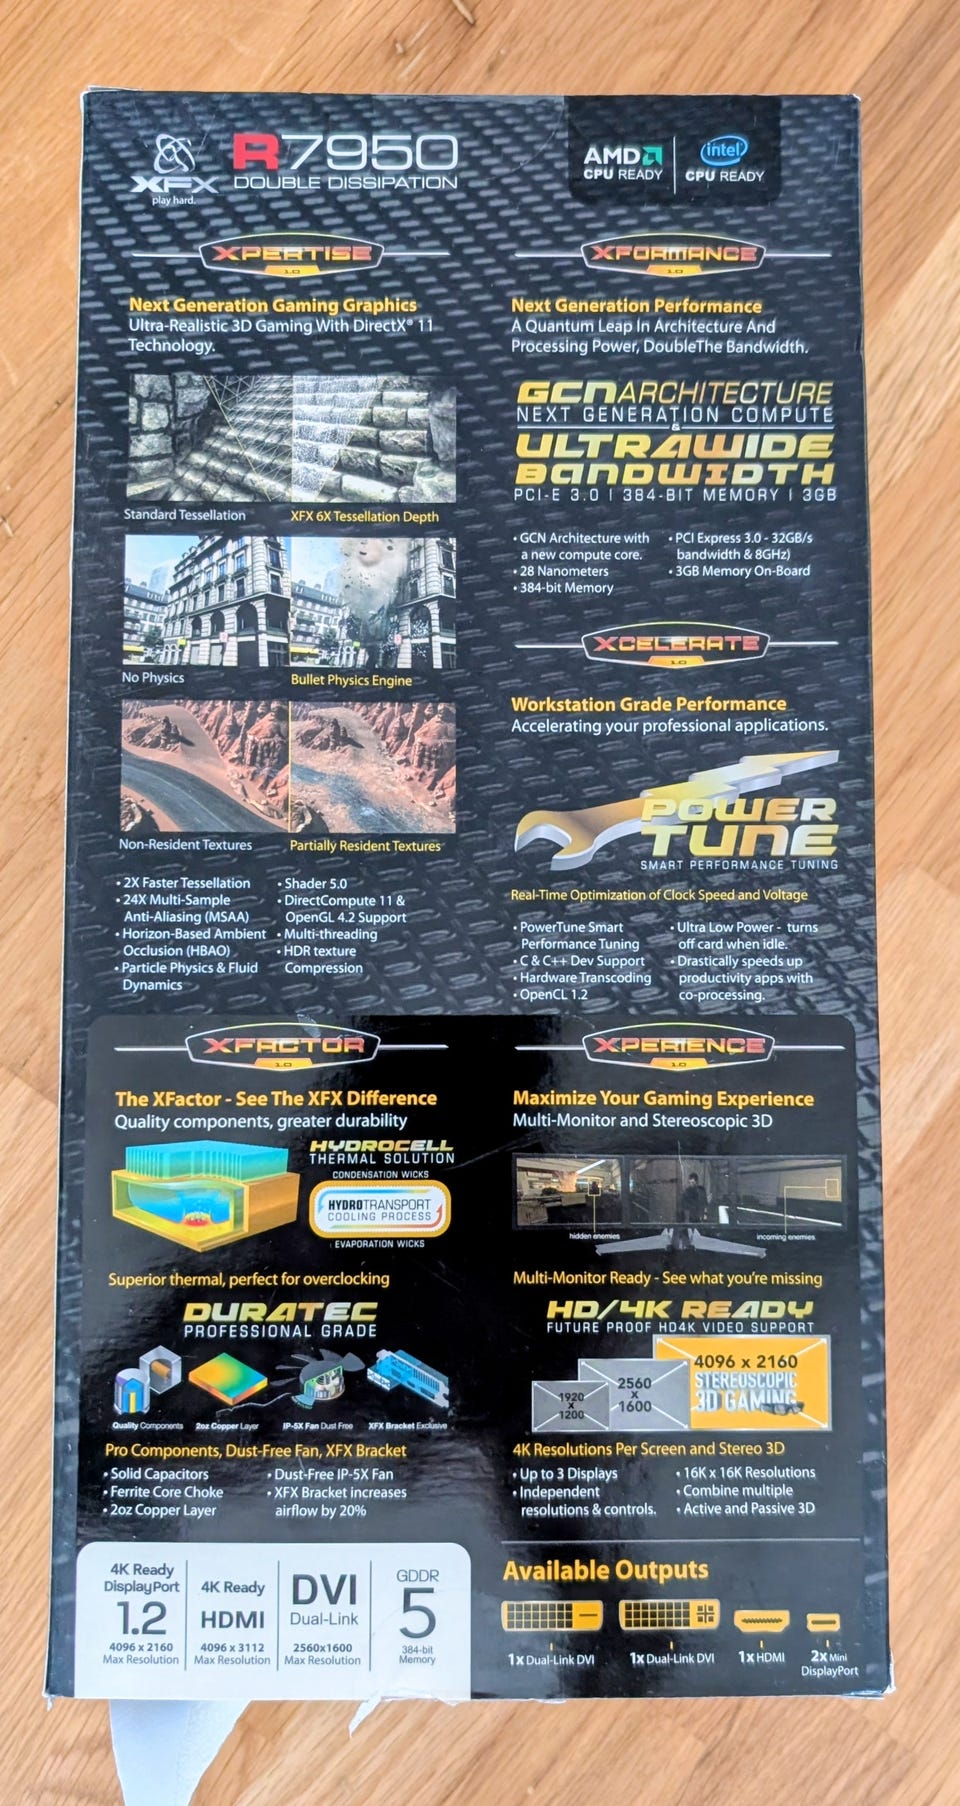 XFX
play hard.
R7950
DOUBLE DISSIPATION
AMD
CPU READY
intel
CPU READY
XPERTISE
1.0
Next Generation Gaming Graphics
Ultra-Realistic 3D Gaming With DirectX® 11
Technology.
Standard Tessellation
XFX 6X Tessellation Depth
No Physics
Bullet Physics Engine
Non-Resident Textures
Partially Resident Textures
• 2X Faster Tessellation
• 24X Multi-Sample
Anti-Aliasing (MSAA)
• Horizon-Based Ambient
Occlusion (HBAO)
• Particle Physics & Fluid
Dynamics
• Shader 5.0
• DirectCompute 11 &
OpenGL 4.2 Support
• Multi-threading
• HDR texture
Compression
XFORMANCE
1.0
Next Generation Performance
A Quantum Leap In Architecture And
Processing Power, DoubleThe Bandwidth.
GCN ARCHITECTURE
NEXT GENERATION COMPUTE
&
ULTRAWIDE
BANDWIDTH
PCI-E 3.0 | 384-BIT MEMORY | 3GB
• GCN Architecture with
a new compute core.
• 28 Nanometers
• 384-bit Memory
• PCI Express 3.0 - 32GB/s
bandwidth & 8GHz)
• 3GB Memory On-Board
XCELERATE
1.0
Workstation Grade Performance
Accelerating your professional applications.
POWER
TUNE
SMART PERFORMANCE TUNING
Real-Time Optimization of Clock Speed and Voltage
• PowerTune Smart
Performance Tuning
• C & C++ Dev Support
• Hardware Transcoding
• OpenCL 1.2
• Ultra Low Power - turns
off card when idle.
• Drastically speeds up
productivity apps with
co-processing.
XFACTOR
1.0
The XFactor - See The XFX Difference
Quality components, greater durability
HYDROCELL
THERMAL SOLUTION
CONDENSATION WICKS
HYDROTRANSPORT
COOLING PROCESS
EVAPORATION WICKS
Superior thermal, perfect for overclocking
DURATEC
PROFESSIONAL GRADE
Quality Components
2oz Copper Layer
IP-5X Fan Dust Free
XFX Bracket Exclusive
Pro Components, Dust-Free Fan, XFX Bracket
• Solid Capacitors
• Ferrite Core Choke
• 2oz Copper Layer
• Dust-Free IP-5X Fan
• XFX Bracket increases
airflow by 20%
XPERIENCE
1.0
Maximize Your Gaming Experience
Multi-Monitor and Stereoscopic 3D
hidden enemies
incoming enemies
Multi-Monitor Ready - See what you're missing
HD/4K READY
FUTURE PROOF HD4K VIDEO SUPPORT
1920
x
1200
2560
x
1600
4096 x 2160
STEREOSCOPIC
3D GAMING
4K Resolutions Per Screen and Stereo 3D
• Up to 3 Displays
• Independent
resolutions & controls.
• 16K x 16K Resolutions
• Combine multiple
• Active and Passive 3D
4K Ready
DisplayPort
1.2
4096 x 2160
Max Resolution
4K Ready
HDMI
4096 x 3112
Max Resolution
DVI
Dual-Link
2560x1600
Max Resolution
GDDR
5
384-bit
Memory
Available Outputs
1x Dual-Link DVI
1x Dual-Link DVI
1x HDMI
2x Mini
DisplayPort